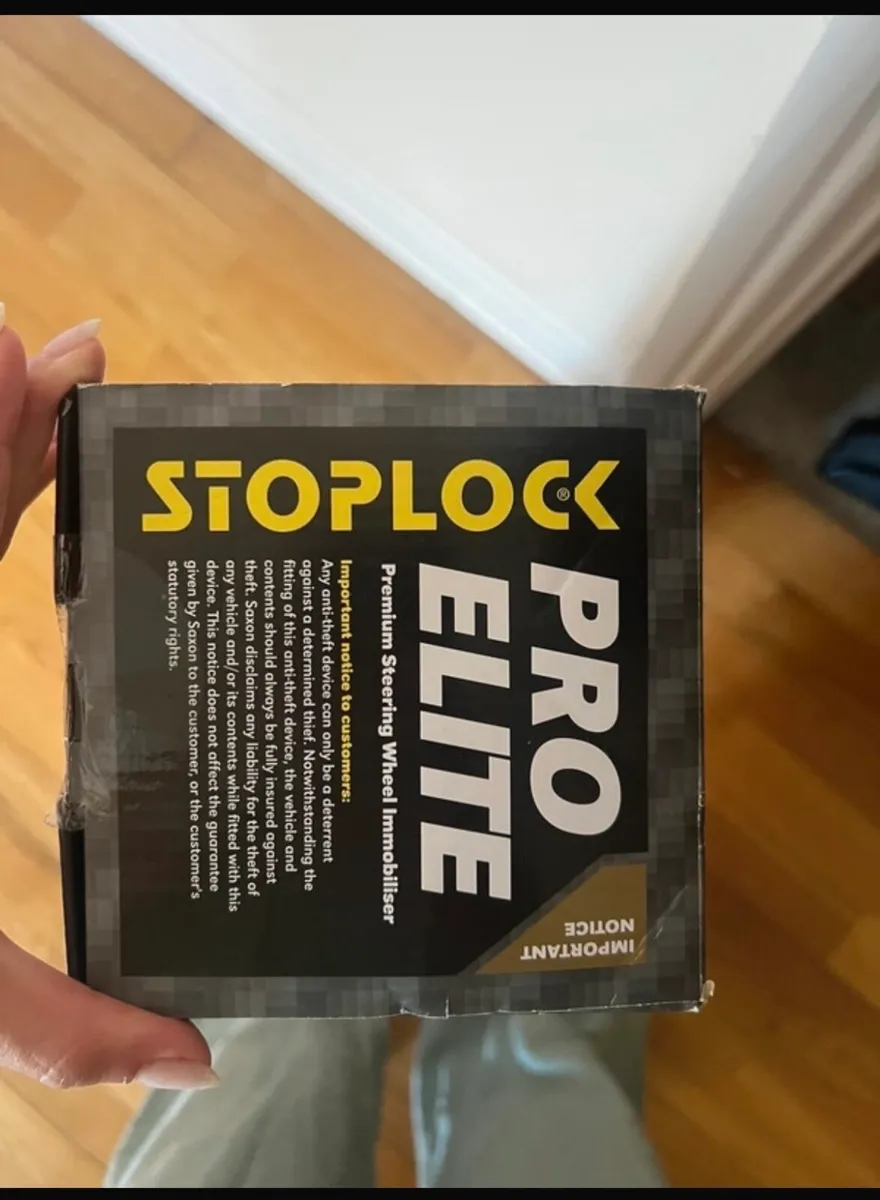 STOPLOCK®
PRO
ELITE
Premium Steering Wheel Immobiliser
Important notice to customers:
Any anti-theft device can only be a deterrent
against a determined thief. Notwithstanding the
fitting of this anti-theft device, the vehicle and
contents should always be fully insured against
theft. Saxon disclaims any liability for the theft of
any vehicle and/or its contents while fitted with this
device. This notice does not affect the guarantee
given by Saxon to the customer, or the customer's
statutory rights.
IMPORTANT
NOTICE